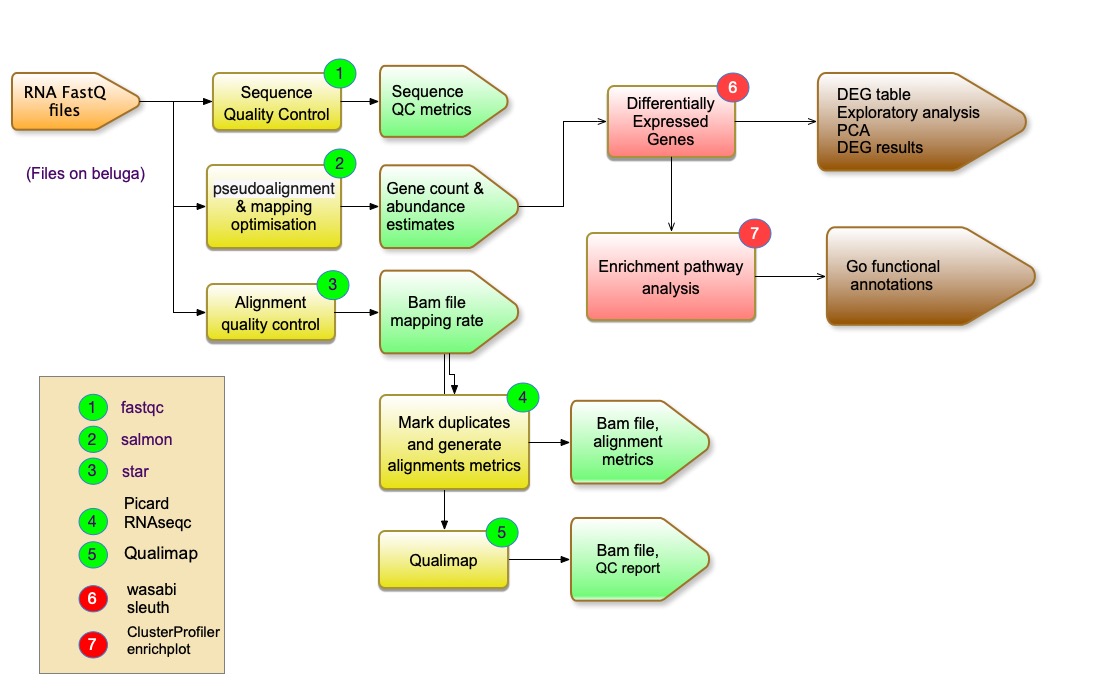 RNA FastQ
files
(Files on beluga)
1
Sequence
Quality Control
Sequence
QC metrics
2
pseudoalignment
& mapping
optimisation
Gene count &
abundance
estimates
3
Alignment
quality control
Bam file
mapping rate
6
Differentially
Expressed
Genes
DEG table
Exploratory analysis
PCA
DEG results
7
Enrichment pathway
analysis
Go functional
annotations
4
Mark duplicates
and generate
alignments metrics
Bam file,
alignment
metrics
5
Qualimap
Bam file,
QC report
1 fastqc
2 salmon
3 star
Picard
4 RNAseqc
5 Qualimap
wasabi
6 sleuth
ClusterProfiler
7 enrichplot